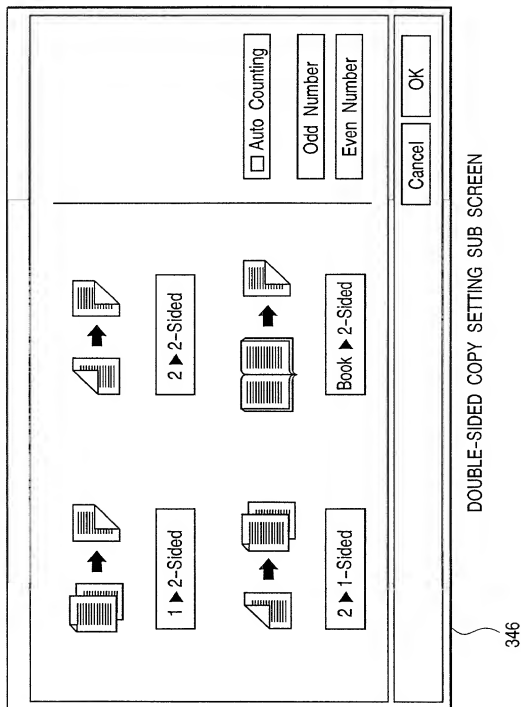 1 ▶ 2-Sided
2 ▶ 2-Sided
2 ▶ 1-Sided
Book ▶ 2-Sided
□ Auto Counting
Odd Number
Even Number
Cancel
OK
346
DOUBLE-SIDED COPY SETTING SUB SCREEN